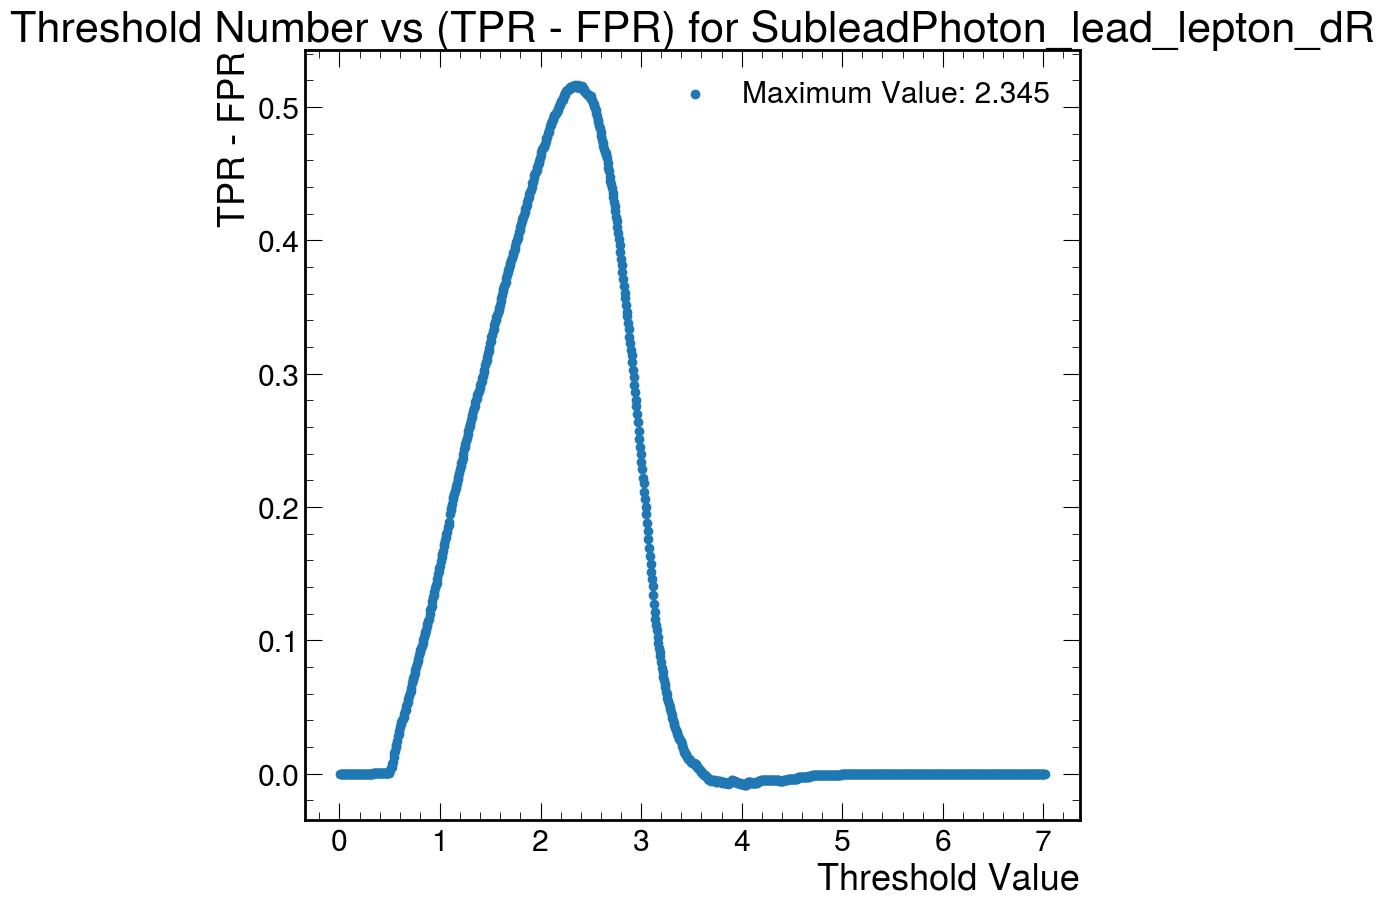 Threshold Number vs (TPR - FPR) for SubleadPhoton_lead_lepton_dR
TPR - FPR
Maximum Value: 2.345
0.5
0.4
0.3
0.2
0.1
0.0
0 1 2 3 4 5 6 7
Threshold Value